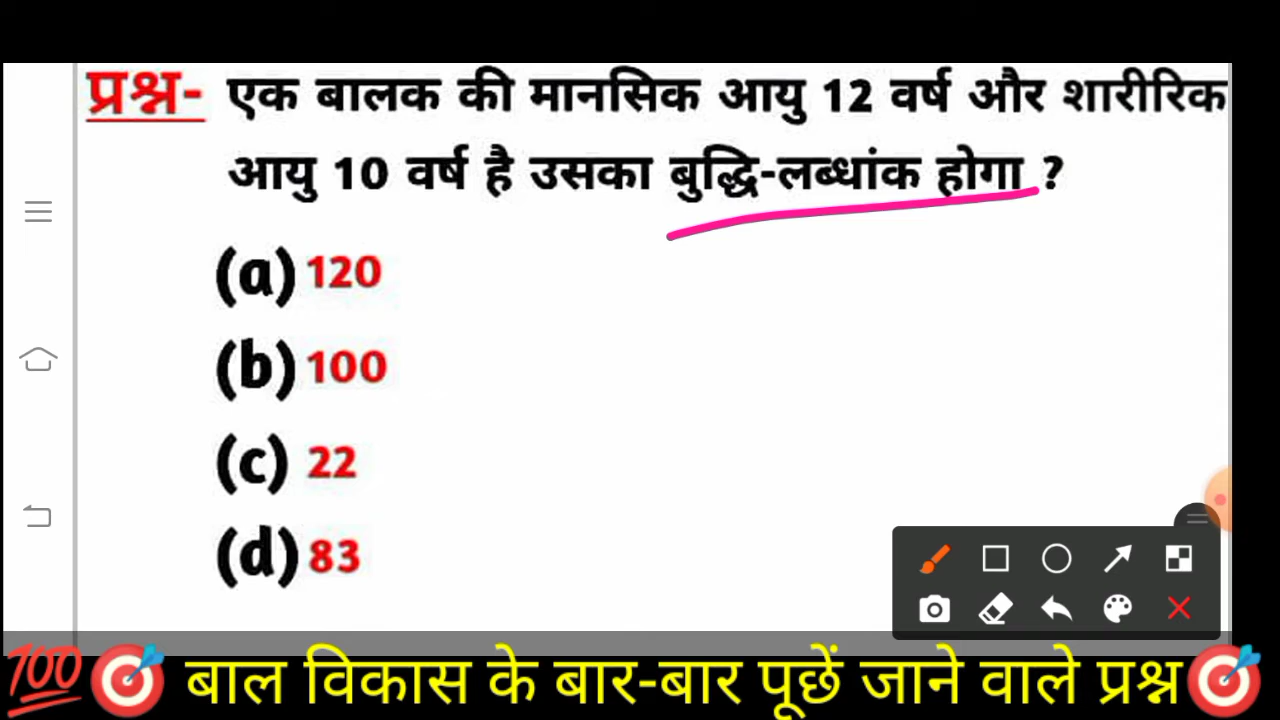 प्रश्न- एक बालक की मानसिक आयु 12 वर्ष और शारीरिक
आयु 10 वर्ष है उसका बुद्धि-लब्धांक होगा ?
(a) 120
(b) 100
(c) 22
(d) 83
💯🎯 बाल विकास के बार-बार पूछें जाने वाले प्रश्न🎯